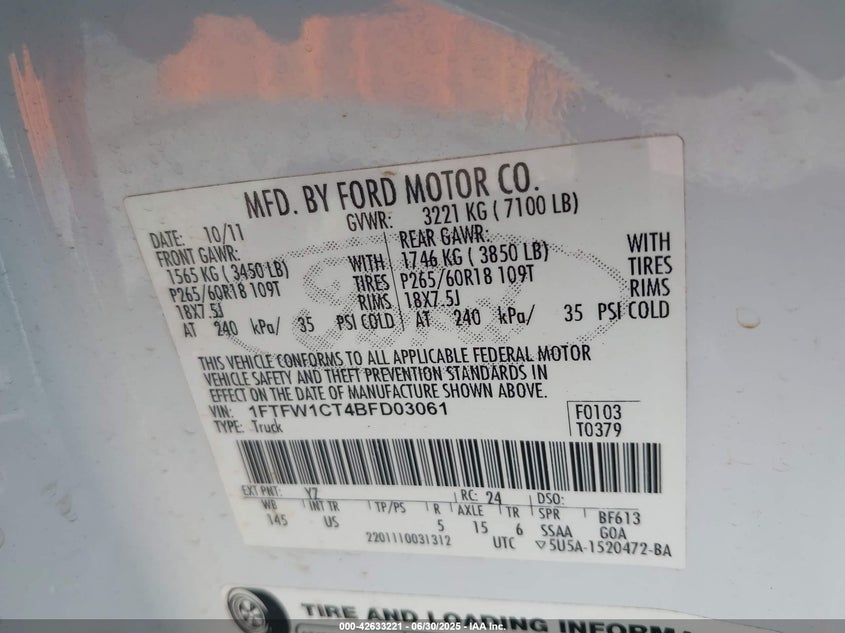 MFD. BY FORD MOTOR CO.
DATE: 10/11 GVWR: 3221 KG ( 7100 LB)
FRONT GAWR: REAR GAWR:
1565 KG ( 3450 LB) WITH 1746 KG ( 3850 LB) WITH
P265/60R18 109T TIRES P265/60R18 109T TIRES
18X7.5J RIMS 18X7.5J RIMS
AT 240 kPa/ 35 PSI COLD AT 240 kPa/ 35 PSI COLD
THIS VEHICLE CONFORMS TO ALL APPLICABLE FEDERAL MOTOR
VEHICLE SAFETY AND THEFT PREVENTION STANDARDS IN
EFFECT ON THE DATE OF MANUFACTURE SHOWN ABOVE.
VIN: 1FTFW1CT4BFD03061 F0103
TYPE: Truck T0379
EXT PNT: YZ RC: 24 DSO:
WB INT TR TP/PS R AXLE TR SPR BF613
145 US 5 15 6 SSAA GOA
2201110031312 UTC ▽5U5A-1520472-BA
TIRE AND LOADING
000-42633221 - 06/30/2025 - IAA Inc.